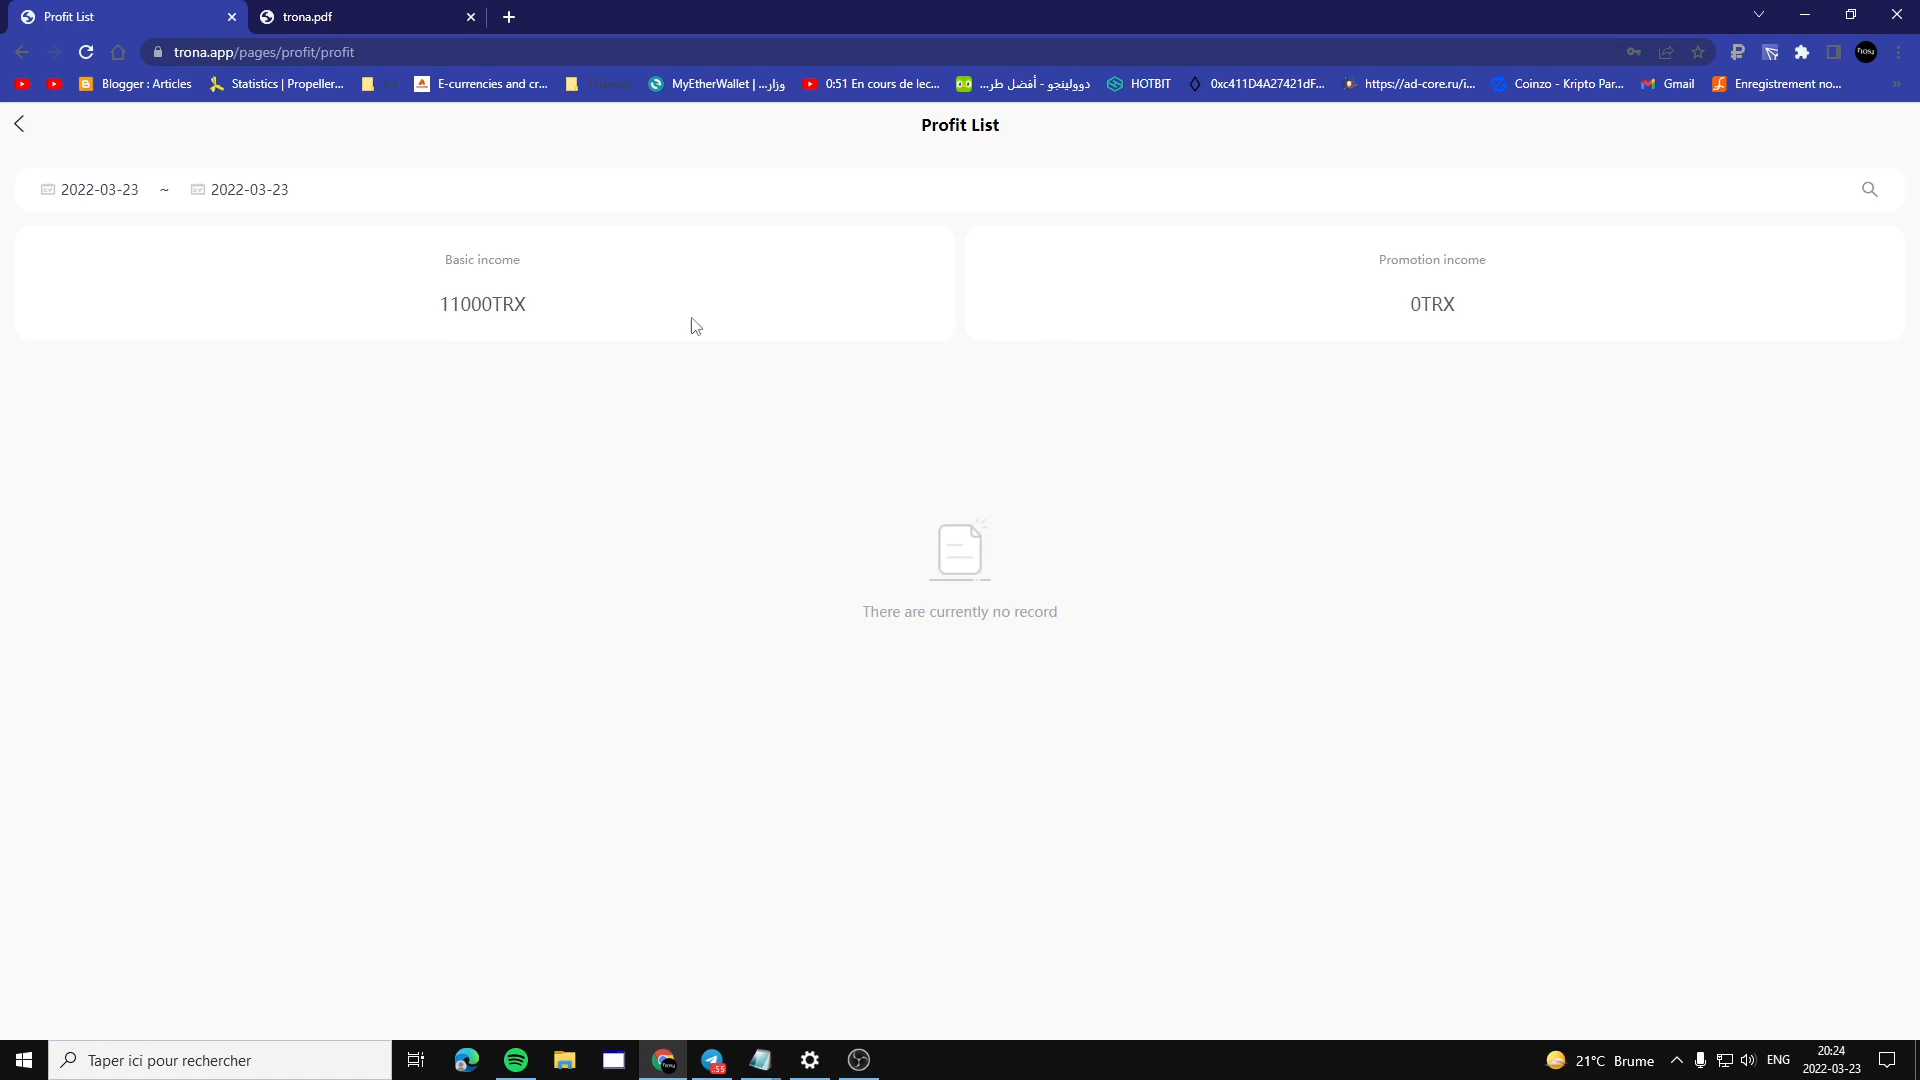 Profit List
trona.pdf
trona.app/pages/profit/profit
Blogger : Articles
Statistics | Propeller...
E-currencies and cr...
Channel
MyEtherWallet | ...وزار
0:51 En cours de lec...
دوولينجو - أفضل طر...
HOTBIT
0xc411D4A27421dF...
https://ad-core.ru/i...
Coinzo - Kripto Par...
Gmail
Enregistrement no...
Profit List
2022-03-23 ~ 2022-03-23
Basic income
11000TRX
Promotion income
0TRX
There are currently no record
Taper ici pour rechercher
55
21°C Brume
ENG
20:24
2022-03-23